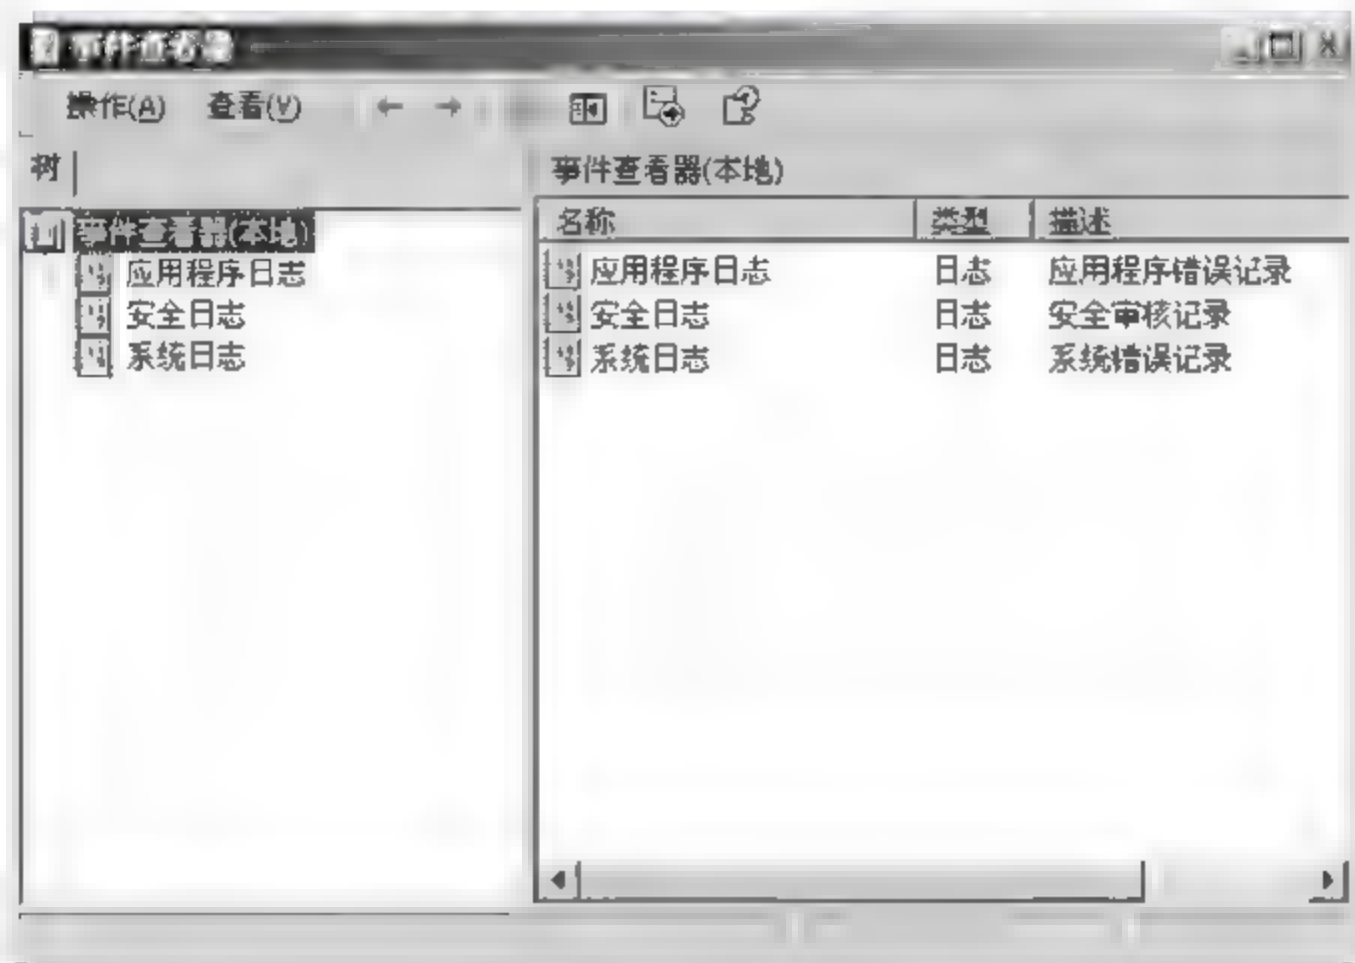 事件查看器
操作(A) 查看(V)
树
事件查看器(本地)
应用程序日志
安全日志
系统日志
事件查看器(本地)
名称 类型 描述
应用程序日志 日志 应用程序错误记录
安全日志 日志 安全审核记录
系统日志 日志 系统错误记录